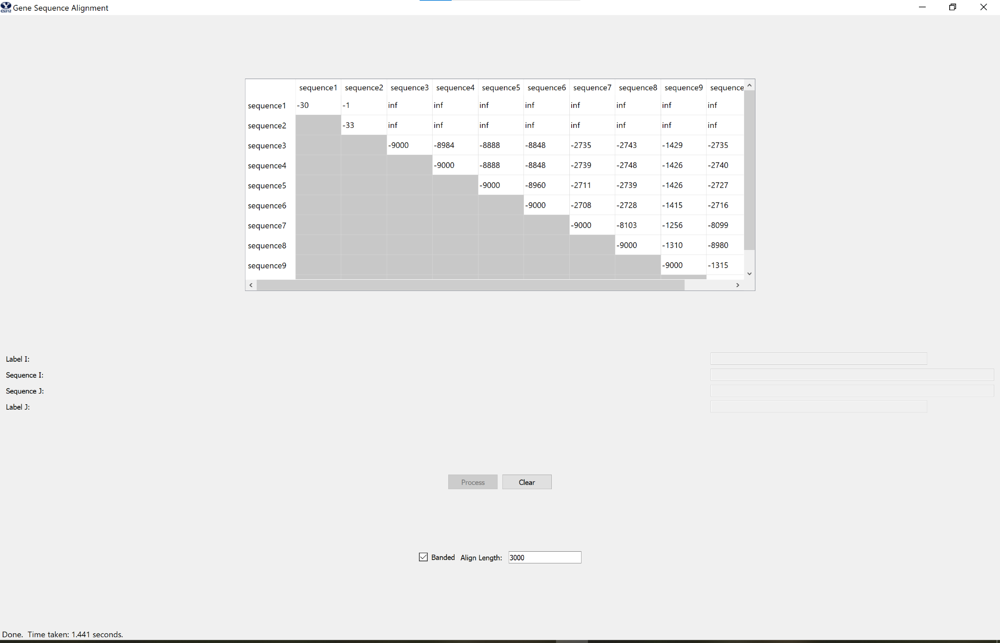 Gene Sequence Alignment
sequence1 sequence2 sequence3 sequence4 sequence5 sequence6 sequence7 sequence8 sequence9 sequence
sequence1 -30 -1 inf inf inf inf inf inf inf inf
sequence2 -33 inf inf inf inf inf inf inf inf
sequence3 -9000 -8984 -8888 -8848 -2735 -2743 -1429 -2735
sequence4 -9000 -8888 -8848 -2739 -2748 -1426 -2740
sequence5 -9000 -8960 -2711 -2739 -1426 -2727
sequence6 -9000 -2708 -2728 -1415 -2716
sequence7 -9000 -8103 -1256 -8099
sequence8 -9000 -1310 -8980
sequence9 -9000 -1315
Label I:
Sequence I:
Sequence J:
Label J:
Process Clear
Banded Align Length: 3000
Done. Time taken: 1.441 seconds.